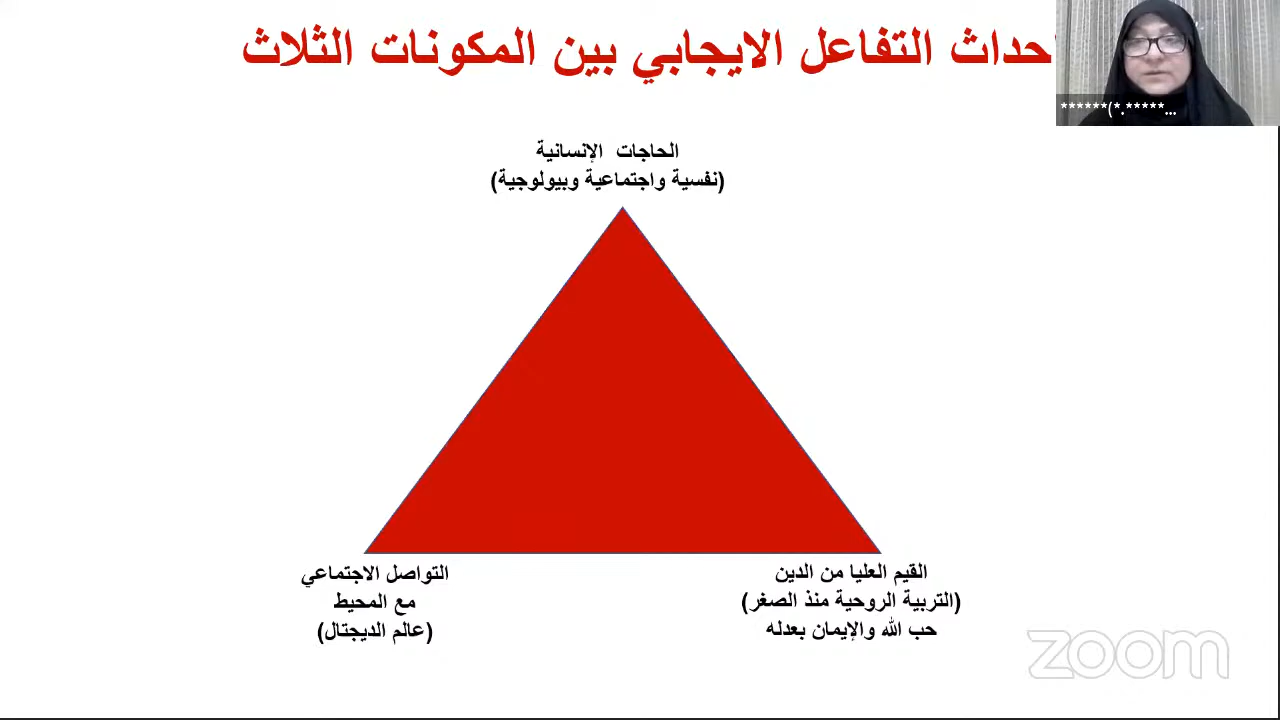 حداث التفاعل الايجابي بين المكونات الثلاث
******(*.*****...
الحاجات الإنسانية
(نفسية واجتماعية وبيولوجية)
القيم العليا من الدين
(التربية الروحية منذ الصغر)
حب الله والإيمان بعدله
التواصل الاجتماعي
مع المحيط
(عالم الديجتال)
zoom